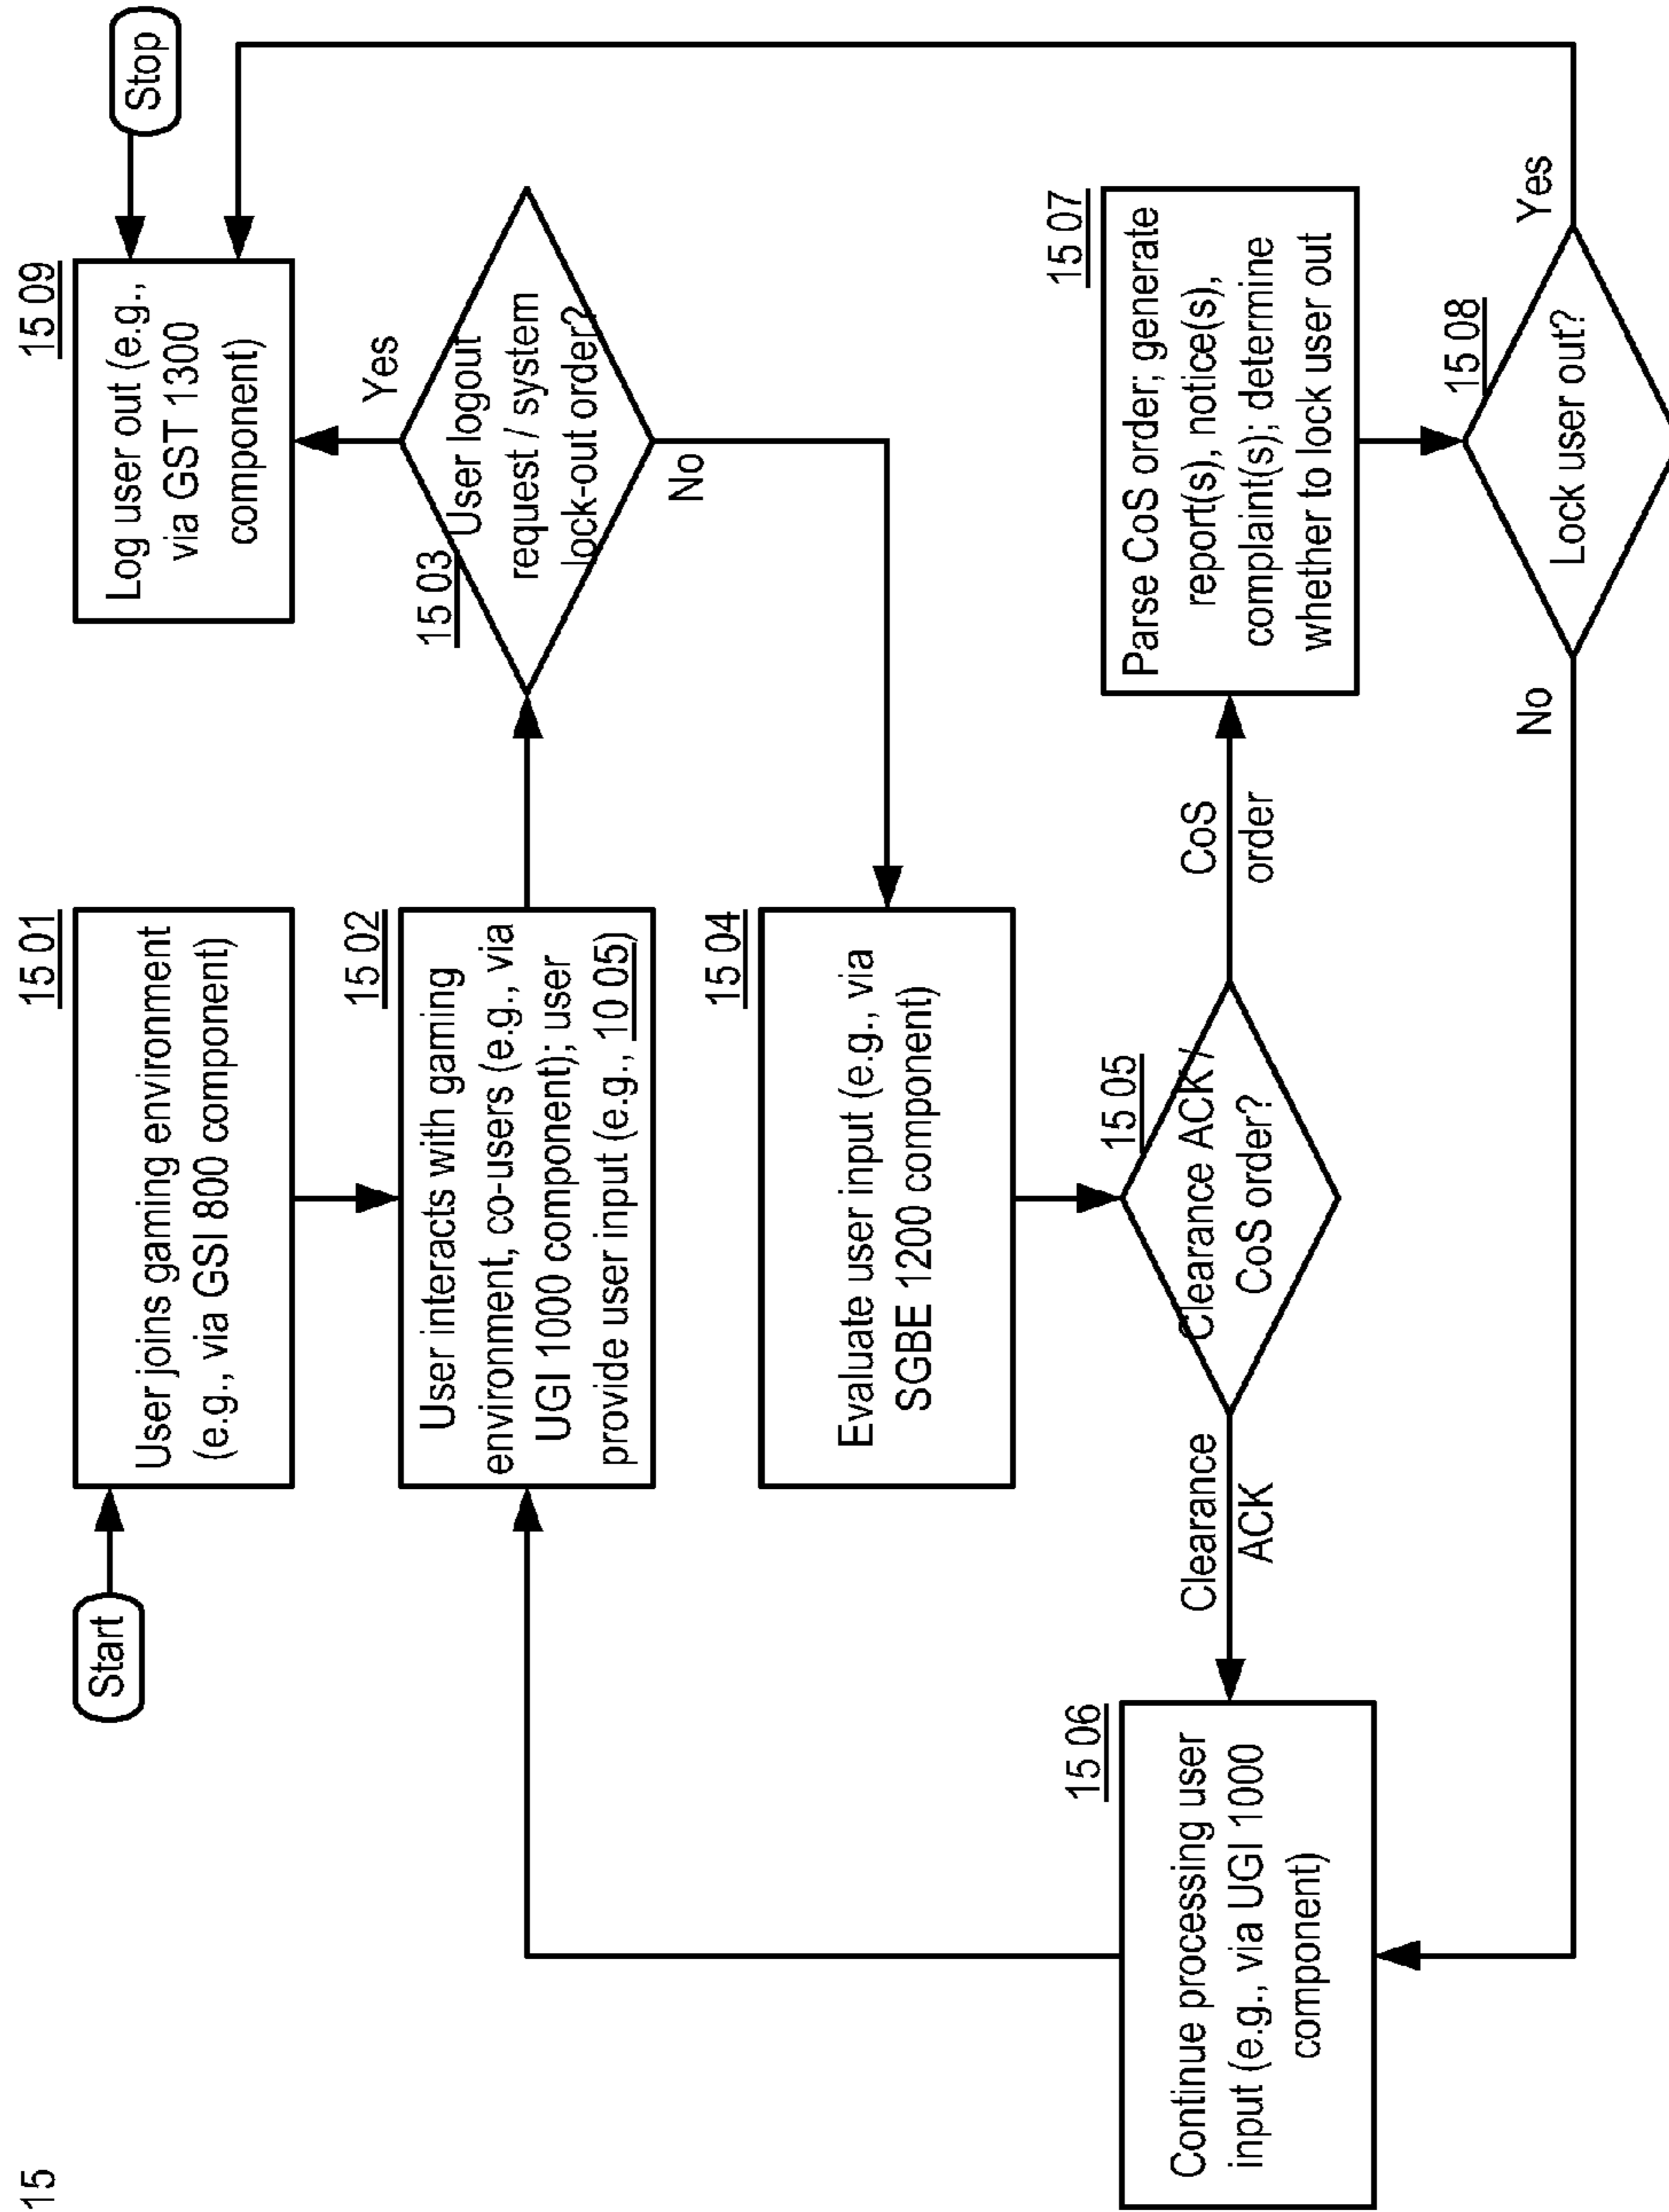 15
Start
15 01
User joins gaming environment
(e.g., via GSI 800 component)
15 02
User interacts with gaming
environment, co-users (e.g., via
UGI 1000 component); user
provide user input (e.g., 10 05)
15 03
User logout
request / system
lock-out order?
Yes
No
15 09
Log user out (e.g.,
via GST 1300
component)
Stop
15 04
Evaluate user input (e.g., via
SGBE 1200 component)
15 05
Clearance ACK /
CoS order?
Clearance
ACK
CoS
order
15 06
Continue processing user
input (e.g., via UGI 1000
component)
15 07
Parse CoS order; generate
report(s), notice(s),
complaint(s); determine
whether to lock user out
15 08
Lock user out?
No
Yes